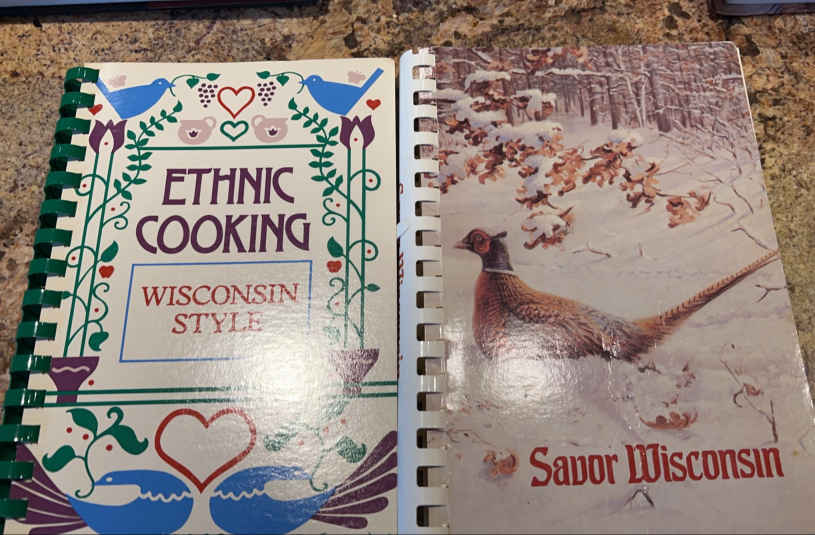 ETHNIC
COOKING
WISCONSIN
STYLE
Savor Wisconsin